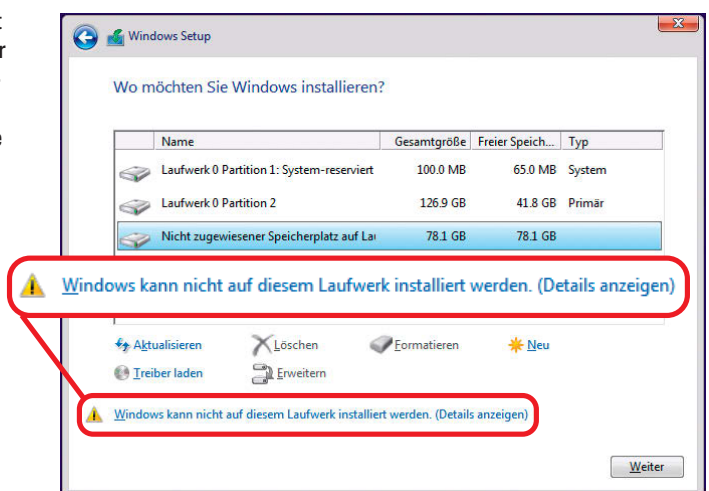 Windows Setup
Wo möchten Sie Windows installieren?
Name Gesamtgröße Freier Speich... Typ
Laufwerk 0 Partition 1: System-reserviert 100.0 MB 65.0 MB System
Laufwerk 0 Partition 2 126.9 GB 41.8 GB Primär
Nicht zugewiesener Speicherplatz auf Lau 78.1 GB 78.1 GB
Windows kann nicht auf diesem Laufwerk installiert werden. (Details anzeigen)
Aktualisieren Löschen Formatieren Neu
Treiber laden Erweitern
Windows kann nicht auf diesem Laufwerk installiert werden. (Details anzeigen)
Weiter